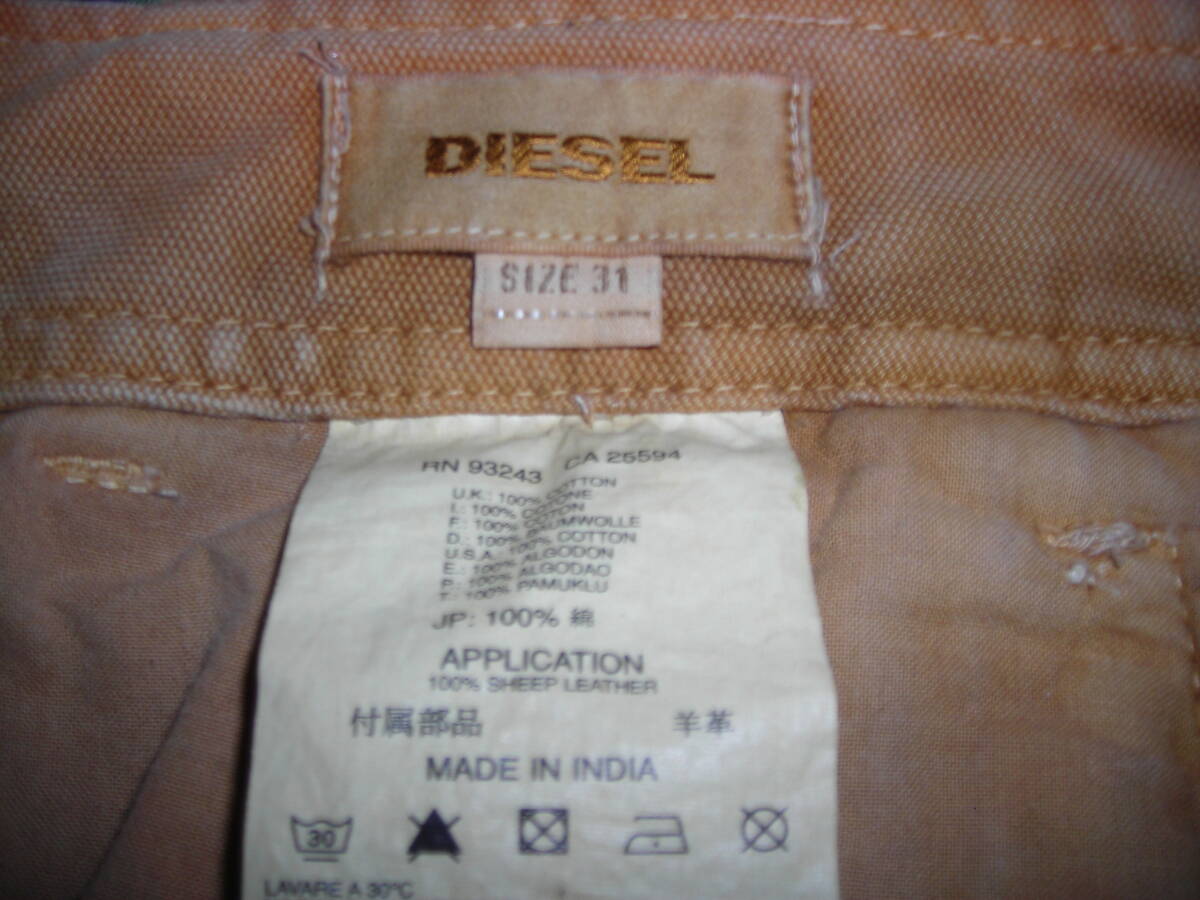 DIESEL
SIZE 31
RN 93243 CA 25594
U.K.: 100% COTTON
I.: 100% COTONE
F.: 100% COTON
D.: 100% BAUMWOLLE
U.S.A.: 100% COTTON
E.: 100% ALGODON
P.: 100% ALGODAO
T.: 100% PAMUKLU
JP: 100% 綿
APPLICATION
100% SHEEP LEATHER
付属部品 羊革
MADE IN INDIA
30
LAVARE A 30°C